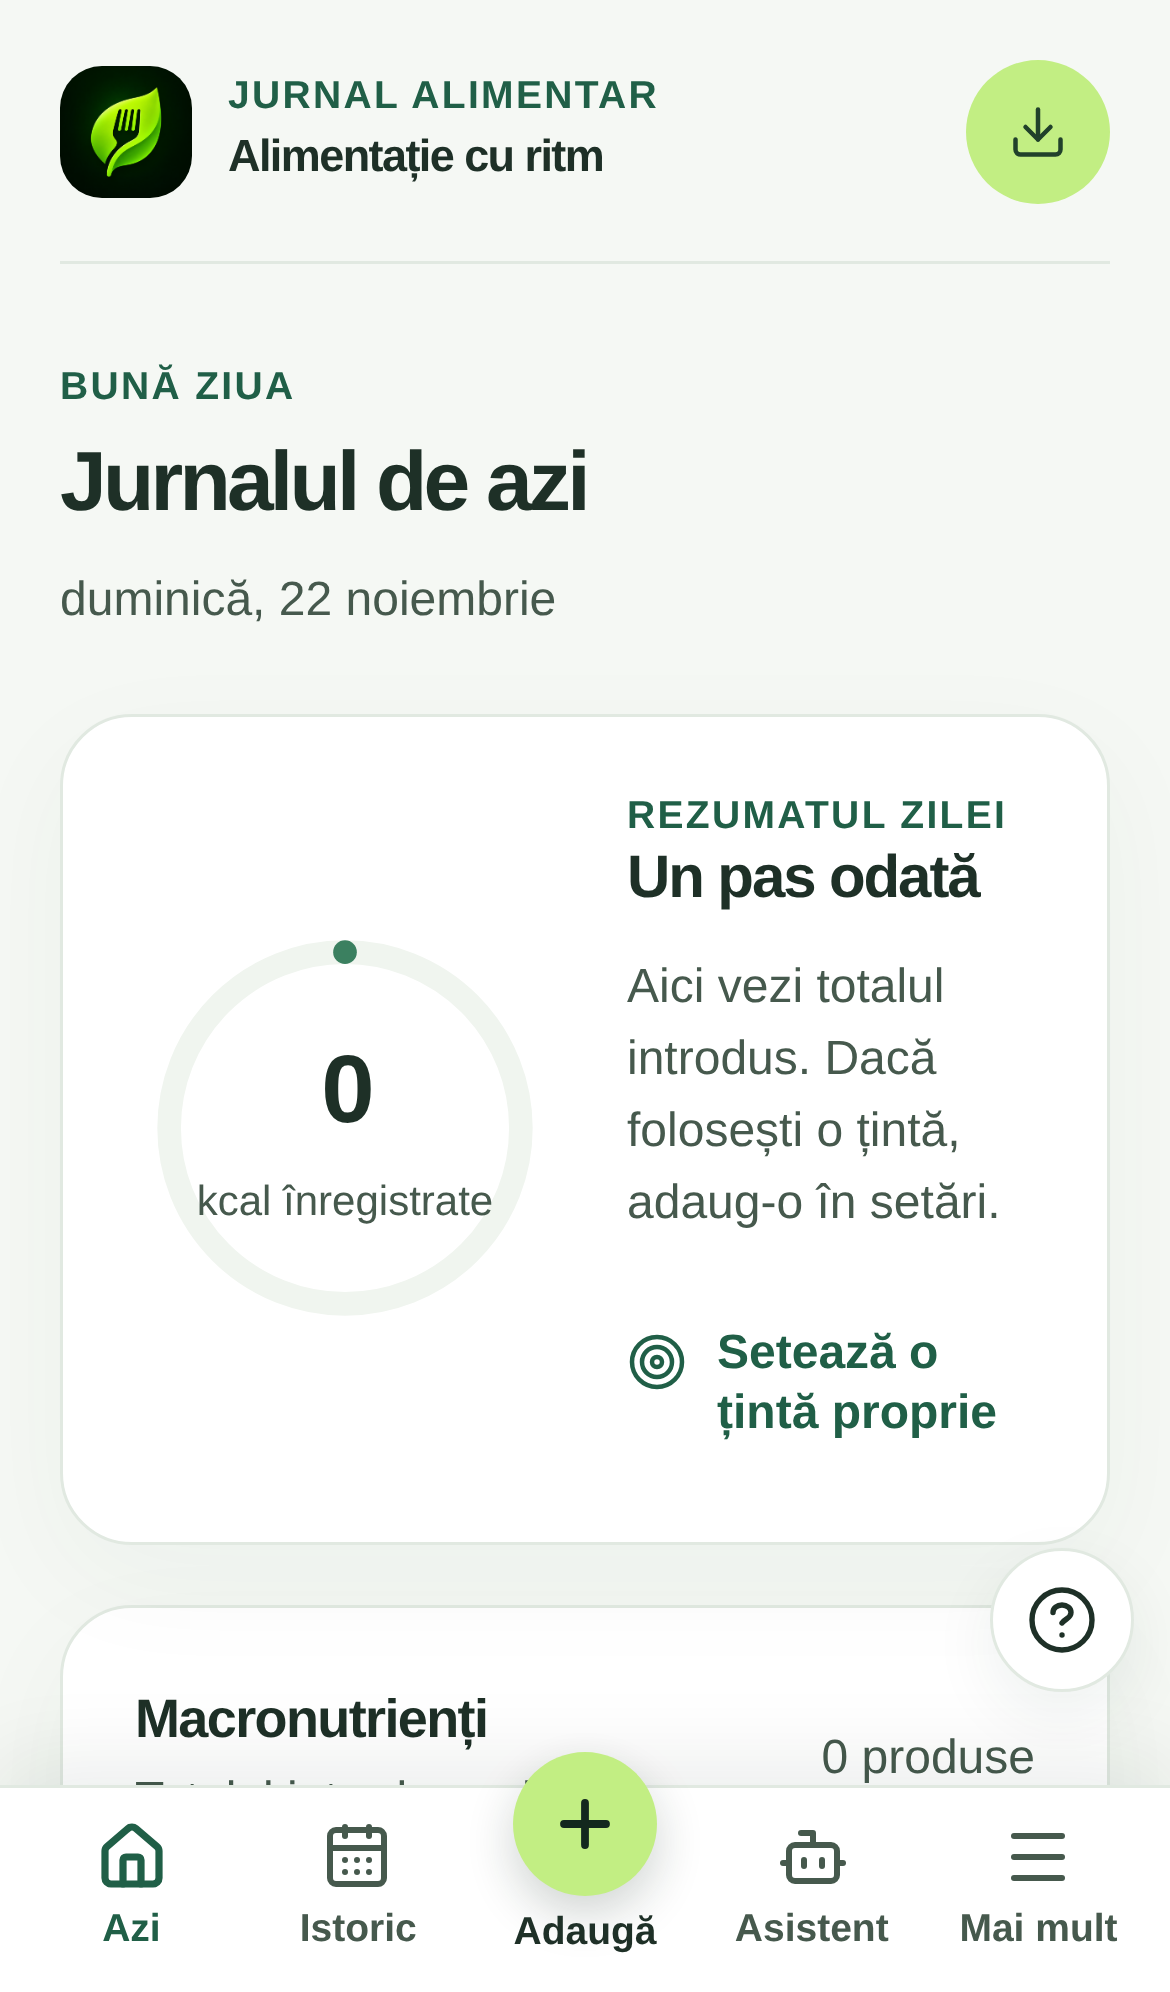 JURNAL ALIMENTAR
Alimentație cu ritm
BUNĂ ZIUA
Jurnalul de azi
duminică, 22 noiembrie
REZUMATUL ZILEI
Un pas odată
Aici vezi totalul
introdus. Dacă
folosești o țintă,
adaug-o în setări.
0
kcal înregistrate
Setează o
țintă proprie
Macronutrienți
0 produse
Azi
Istoric
Adaugă
Asistent
Mai mult